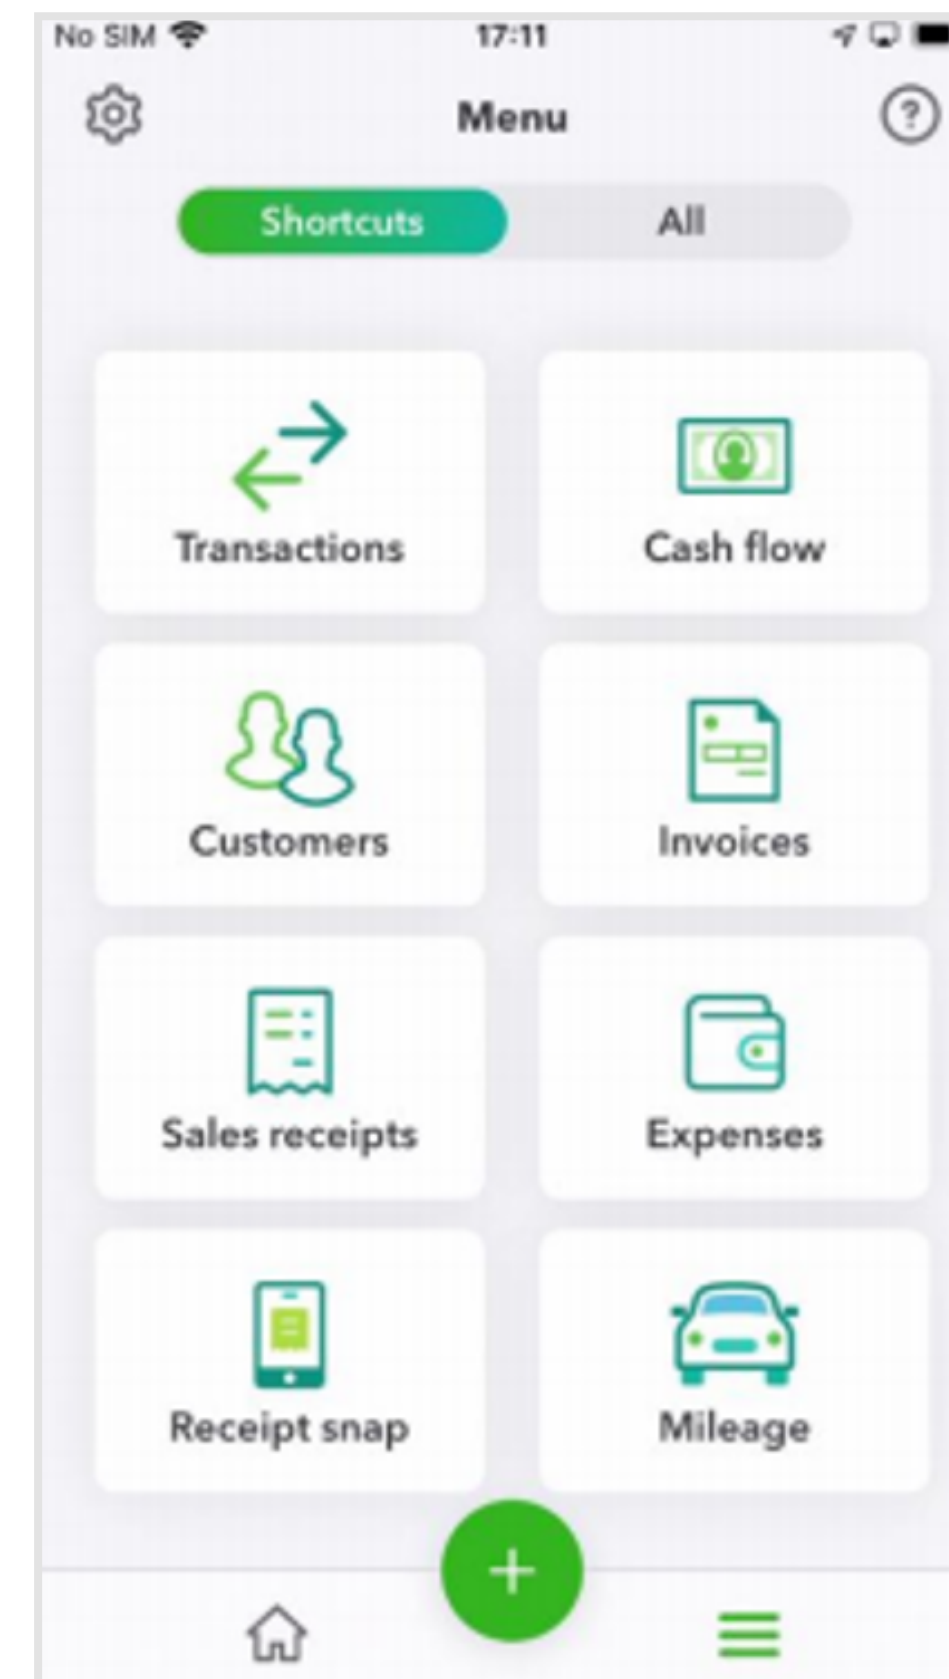 No SIM 17:11
Menu
?
Shortcuts All
Transactions Cash flow
Customers Invoices
Sales receipts Expenses
Receipt snap Mileage
+